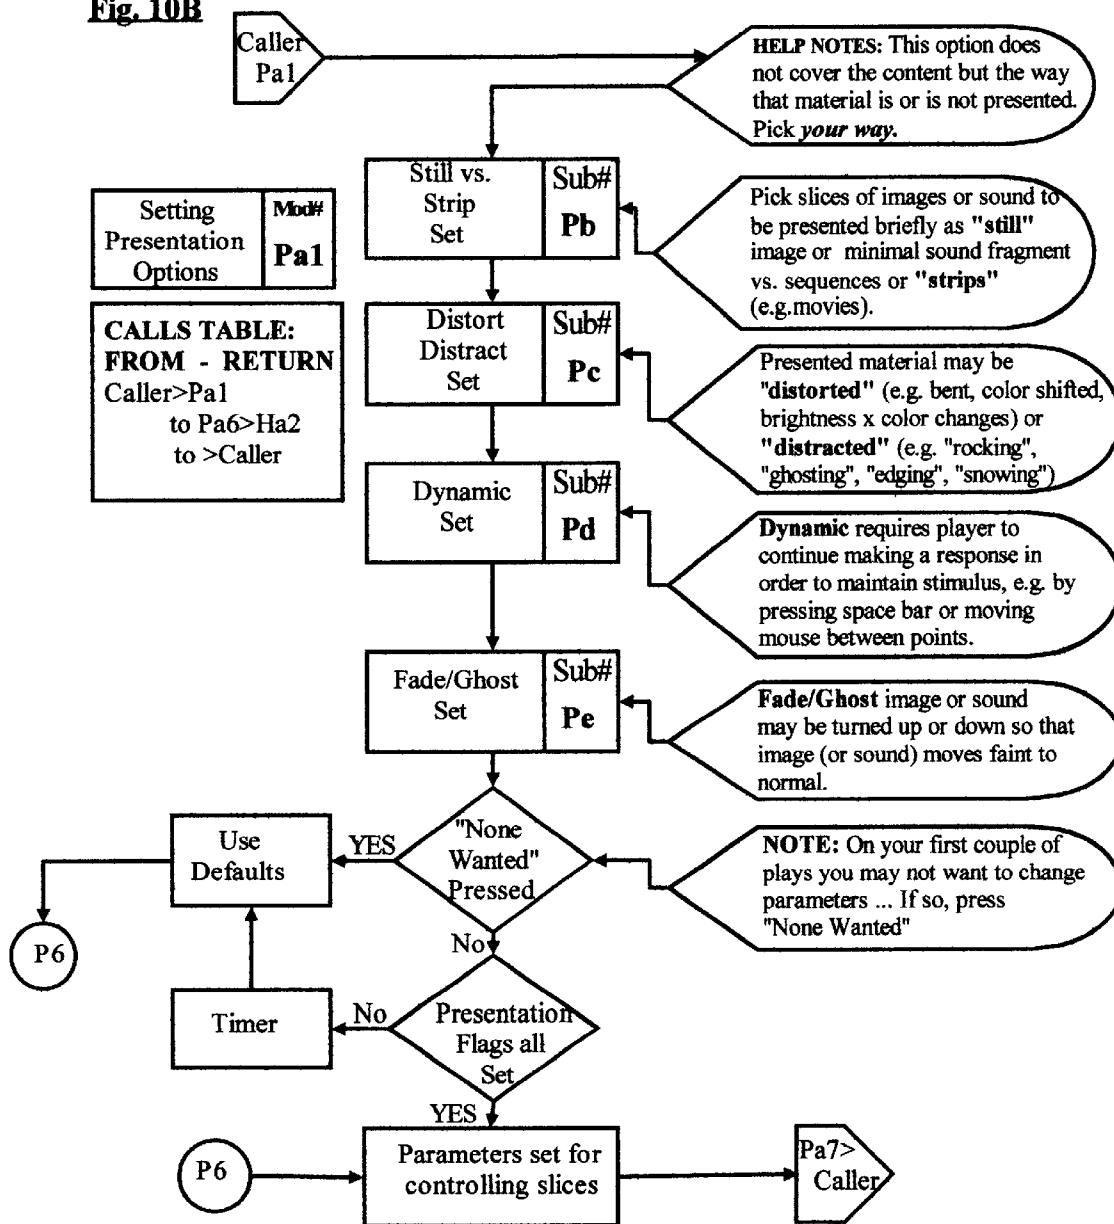 Fig. 10B
Caller
Pa1
HELP NOTES: This option does
not cover the content but the way
that material is or is not presented.
Pick your way.
Still vs.
Strip
Set
Sub#
Pb
Setting
Presentation
Options
Mod#
Pa1
Pick slices of images or sound to
be presented briefly as "still"
image or minimal sound fragment
vs. sequences or "strips"
(e.g.movies).
CALLS TABLE:
FROM - RETURN
Caller>Pa1
to Pa6>Ha2
to >Caller
Distort
Distract
Set
Sub#
Pc
Presented material may be
"distorted" (e.g. bent, color shifted,
brightness x color changes) or
"distracted" (e.g. "rocking",
"ghosting", "edging", "snowing")
Dynamic
Set
Sub#
Pd
Dynamic requires player to
continue making a response in
order to maintain stimulus, e.g. by
pressing space bar or moving
mouse between points.
Fade/Ghost
Set
Sub#
Pe
Fade/Ghost image or sound
may be turned up or down so that
image (or sound) moves faint to
normal.
"None
Wanted"
Pressed
YES
Use
Defaults
NOTE: On your first couple of
plays you may not want to change
parameters ... If so, press
"None Wanted"
P6
No
Presentation
Flags all
Set
No
Timer
YES
P6
Parameters set for
controlling slices
Pa7>
Caller